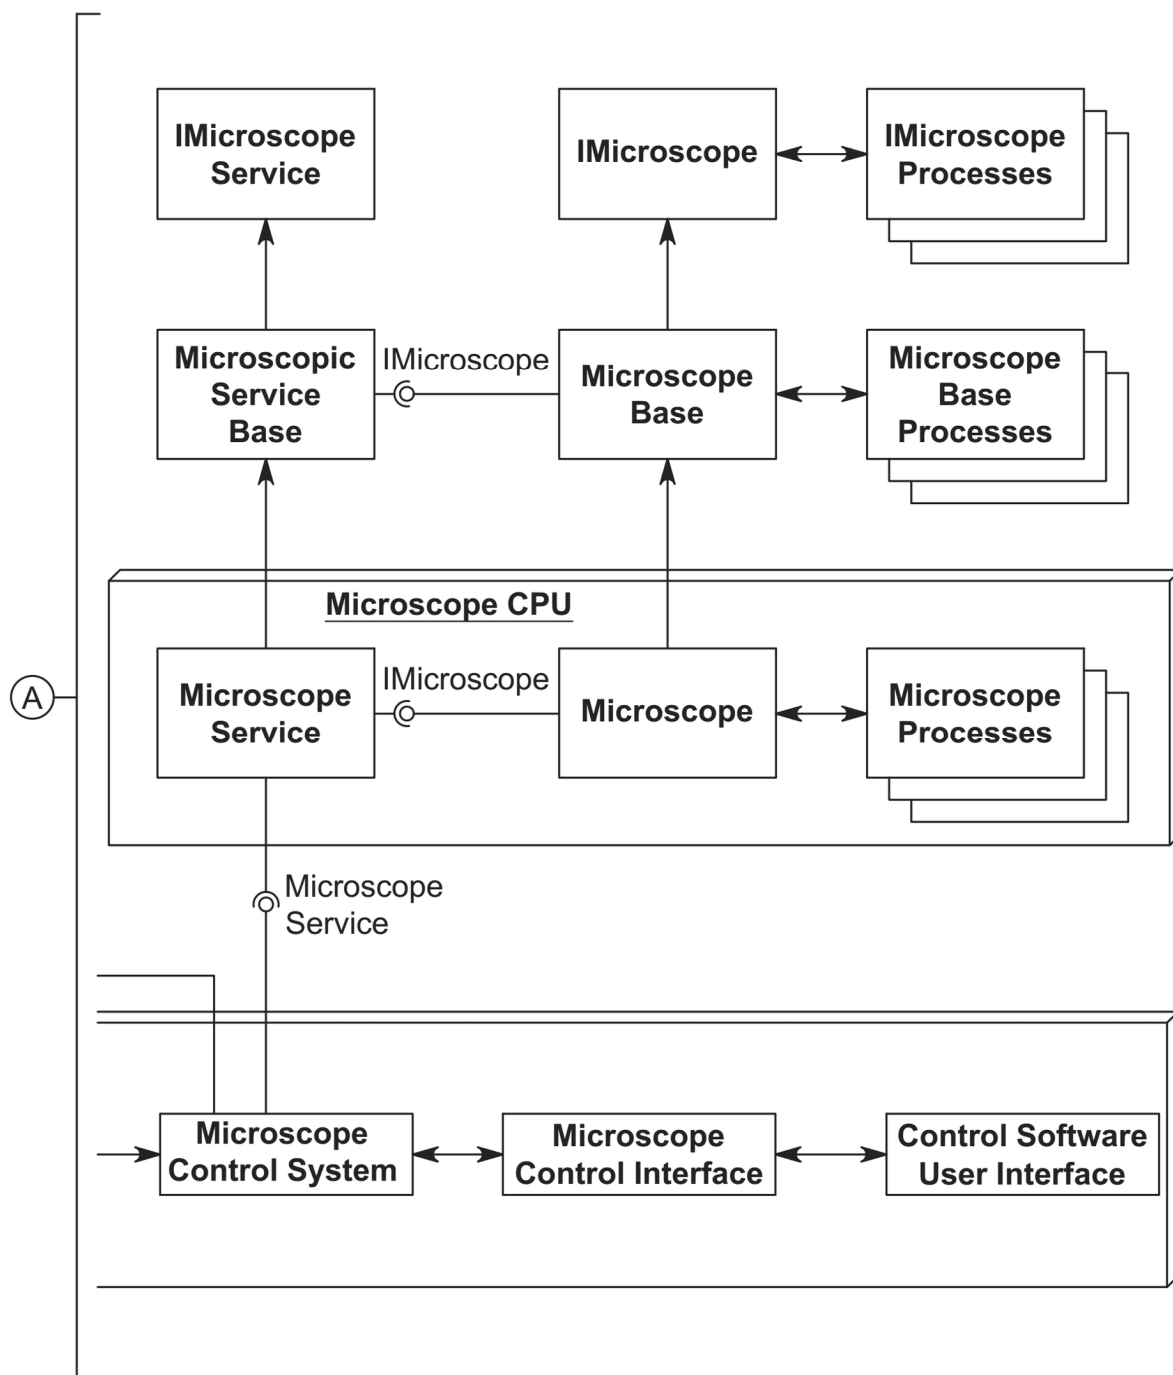 IMicroscope
Service
IMicroscope
IMicroscope
Processes
Microscopic
Service
Base
IMicroscope
Microscope
Base
Microscope
Base
Processes
Microscope CPU
A
Microscope
Service
IMicroscope
Microscope
Microscope
Processes
Microscope
Service
Microscope
Control System
Microscope
Control Interface
Control Software
User Interface